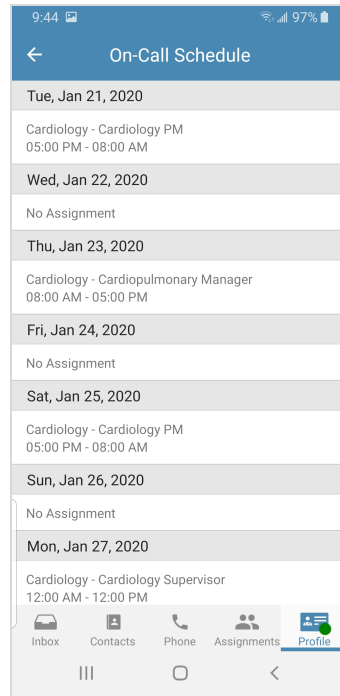 9:44 97%
On-Call Schedule
Tue, Jan 21, 2020
Cardiology - Cardiology PM
05:00 PM - 08:00 AM
Wed, Jan 22, 2020
No Assignment
Thu, Jan 23, 2020
Cardiology - Cardiopulmonary Manager
08:00 AM - 05:00 PM
Fri, Jan 24, 2020
No Assignment
Sat, Jan 25, 2020
Cardiology - Cardiology PM
05:00 PM - 08:00 AM
Sun, Jan 26, 2020
No Assignment
Mon, Jan 27, 2020
Cardiology - Cardiology Supervisor
12:00 AM - 12:00 PM
Inbox Contacts Phone Assignments Profile